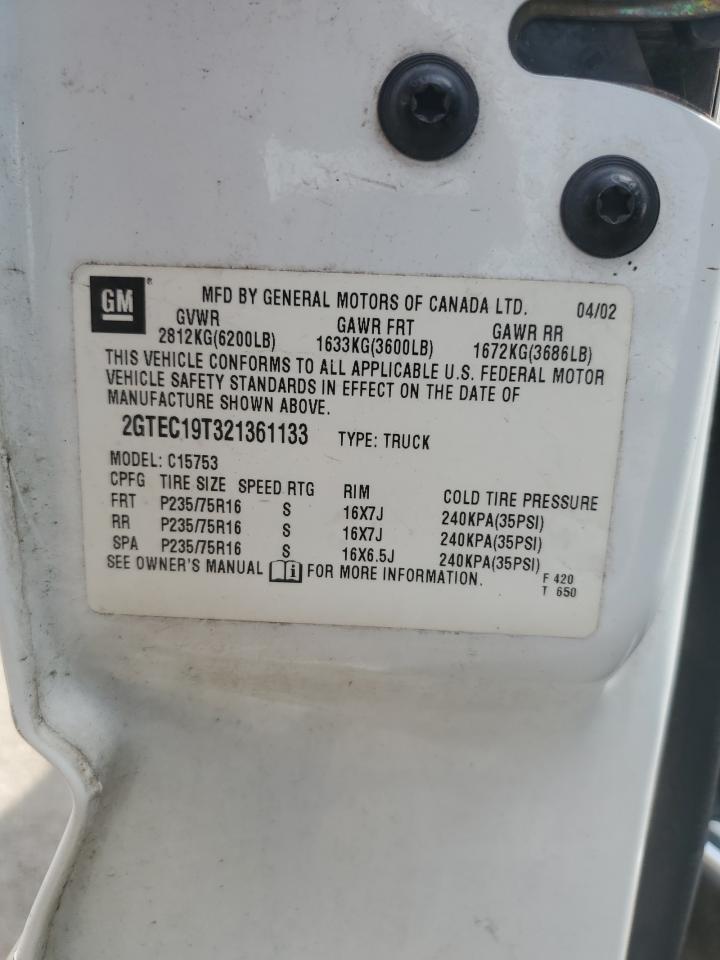 GM® MFD BY GENERAL MOTORS OF CANADA LTD. 04/02
GVWR GAWR FRT GAWR RR
2812KG(6200LB) 1633KG(3600LB) 1672KG(3686LB)
THIS VEHICLE CONFORMS TO ALL APPLICABLE U.S. FEDERAL MOTOR
VEHICLE SAFETY STANDARDS IN EFFECT ON THE DATE OF
MANUFACTURE SHOWN ABOVE.
2GTEC19T321361133 TYPE: TRUCK
MODEL: C15753
CPFG TIRE SIZE SPEED RTG RIM COLD TIRE PRESSURE
FRT P235/75R16 S 16X7J 240KPA(35PSI)
RR P235/75R16 S 16X7J 240KPA(35PSI)
SPA P235/75R16 S 16X6.5J 240KPA(35PSI)
SEE OWNER'S MANUAL i FOR MORE INFORMATION. F 420
T 650